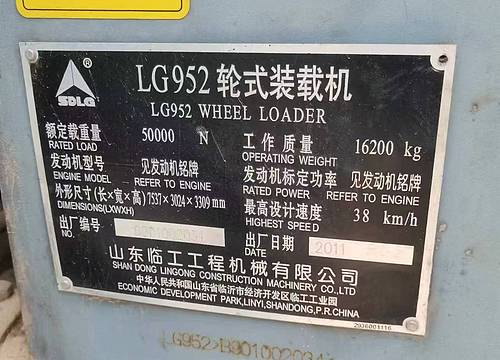 SDLG ®
LG952 轮式装载机
LG952 WHEEL LOADER
额定载重量 50000 N 工作质量 16200 kg
RATED LOAD OPERATING WEIGHT
发动机型号 见发动机铭牌 发动机标定功率 见发动机铭牌
ENGINE MODEL REFER TO ENGINE RATED POWER REFER TO ENGINE
外形尺寸(长×宽×高) 7537×3024×3309 mm 最高设计速度 38 km/h
DIMENSIONS(LXWXH) HIGHEST SPEED
出厂编号 出厂日期 2011
SERIAL NO. DATE
山东临工工程机械有限公司
SHAN DONG LINGONG CONSTRUCTION MACHINERY CO.,LTD
中华人民共和国山东省临沂市经济开发区临工工业园
ECONOMIC DEVELOPMENT PARK,LINYI,SHANDONG,P.R.CHINA
2936001116